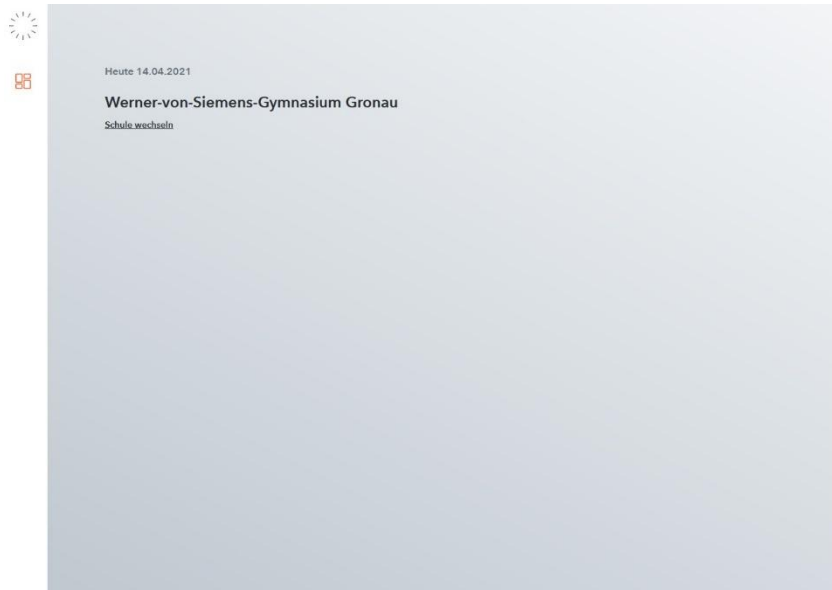 Heute 14.04.2021
Werner-von-Siemens-Gymnasium Gronau
Schule wechseln